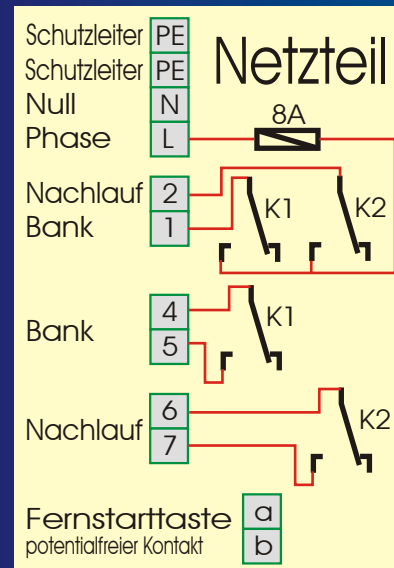 Schutzleiter PE
Schutzleiter PE
Netzteil
Null N
Phase L
8A
Nachlauf 2
Bank 1
K1
K2
Bank
4
5
K1
Nachlauf
6
7
K2
Fernstarttaste a
potentialfreier Kontakt b